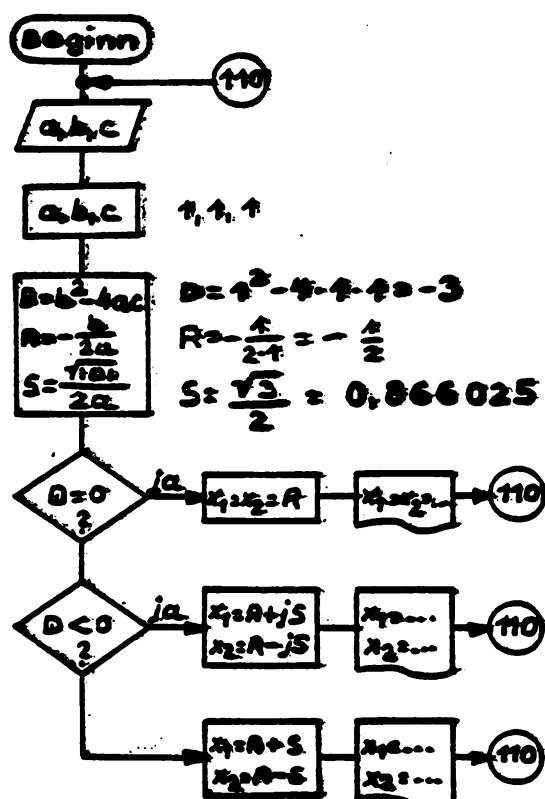 Beginn
110
a,b,c
a,b,c 1,1,1
D=b²-4ac D=1²-4·1·1=-3
R=-b/2a R=-1/2·1=-1/2
S=√|D|/2a S=√3/2=0,866025
D=0 ? ja x₁=x₂=R x₁=x₂=... 110
D<0 ? ja x₁=R+jS x₁=... 110
x₂=R-jS x₂=...
x₁=R+S x₁=... 110
x₂=R-S x₂=...